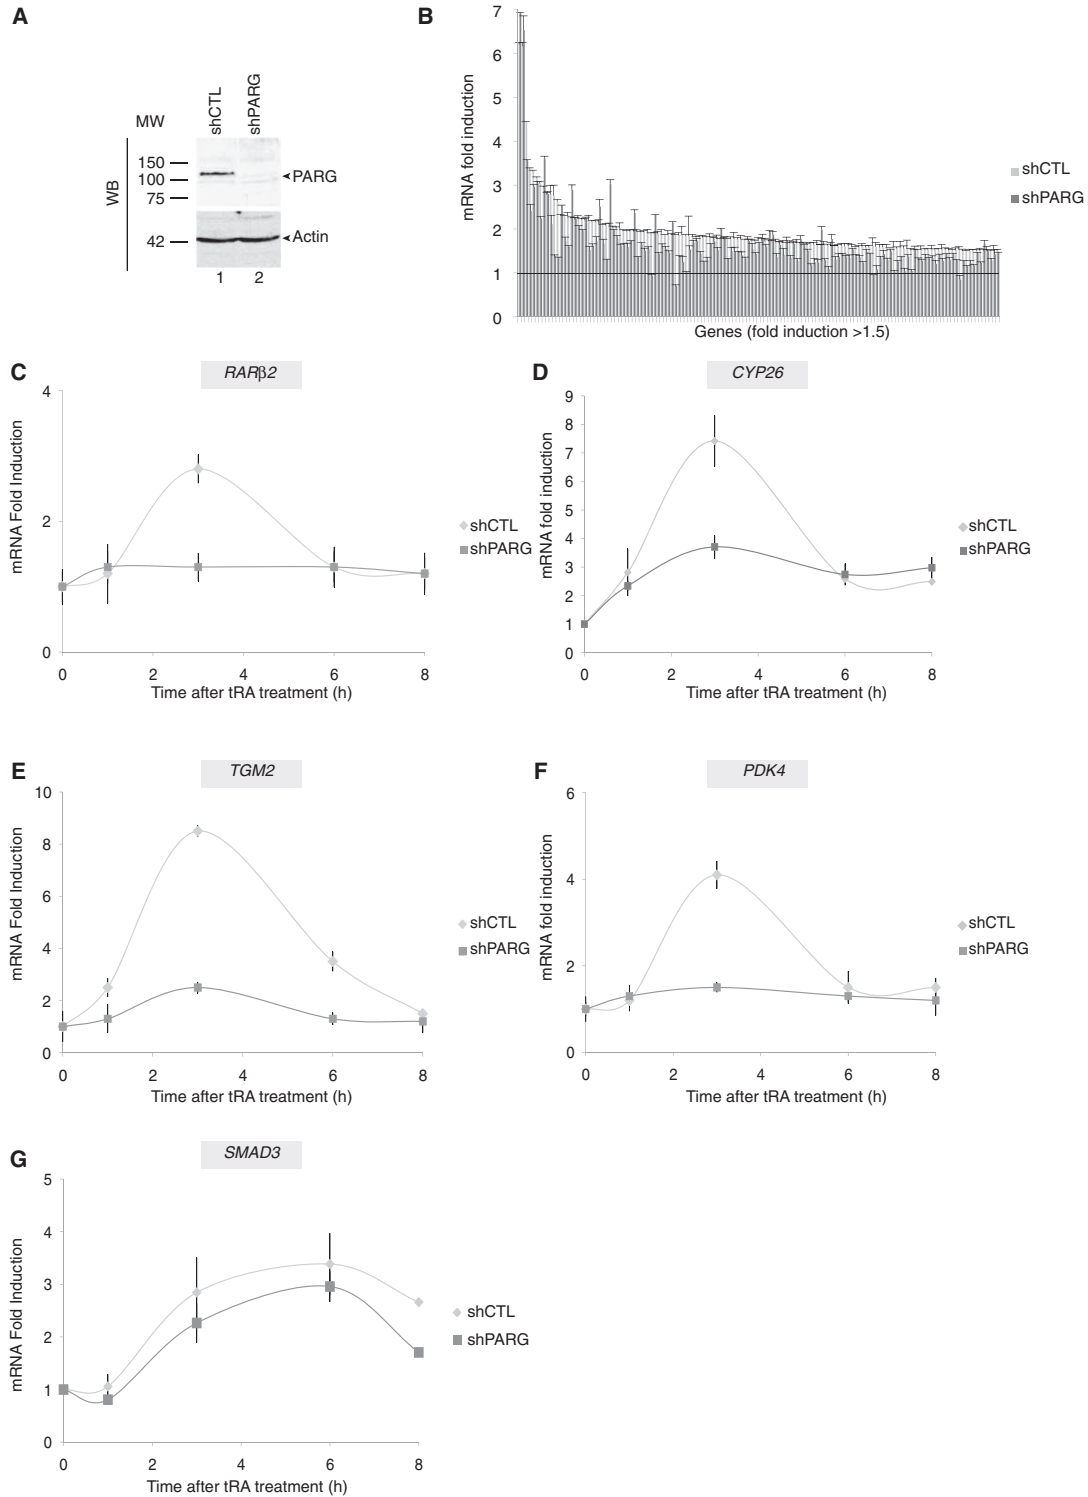 A
MW
shCTL
shPARG
WB
150
100
75
42
PARG
Actin
1 2
B
mRNA fold induction
7
6
5
4
3
2
1
0
Genes (fold induction >1.5)
shCTL
shPARG
C
RARβ2
mRNA Fold Induction
4
2
0
0 2 4 6 8
Time after tRA treatment (h)
shCTL
shPARG
D
CYP26
mRNA fold induction
9
8
7
6
5
4
3
2
1
0
0 2 4 6 8
Time after tRA treatment (h)
shCTL
shPARG
E
TGM2
mRNA Fold Induction
10
8
6
4
2
0
0 2 4 6 8
Time after tRA treatment (h)
shCTL
shPARG
F
PDK4
mRNA fold induction
6
4
2
0
0 2 4 6 8
Time after tRA treatment (h)
shCTL
shPARG
G
SMAD3
mRNA Fold Induction
5
4
3
2
1
0
0 2 4 6 8
Time after tRA treatment (h)
shCTL
shPARG